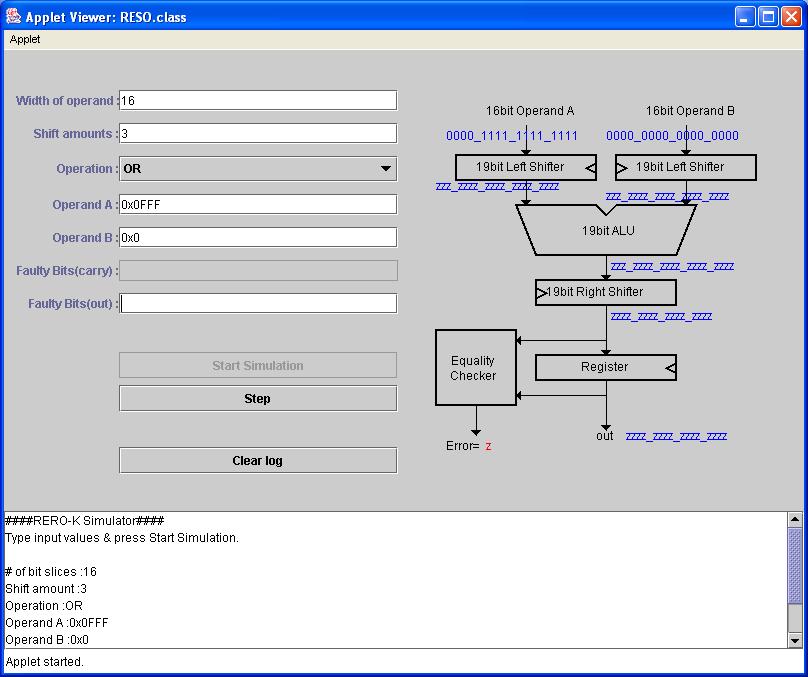 Applet Viewer: RESO.class
Applet
Width of operand : 16
Shift amounts : 3
Operation : OR
Operand A : 0x0FFF
Operand B : 0x0
Faulty Bits(carry) :
Faulty Bits(out) :
Start Simulation
Step
Clear log
16bit Operand A
16bit Operand B
0000_1111_1111_1111
0000_0000_0000_0000
19bit Left Shifter
19bit Left Shifter
zzz_zzzz_zzzz_zzzz_zzzz
zzz_zzzz_zzzz_zzzz_zzzz
19bit ALU
zzz_zzzz_zzzz_zzzz_zzzz
19bit Right Shifter
zzzz_zzzz_zzzz_zzzz
Equality
Checker
Register
Error= z
out zzzz_zzzz_zzzz_zzzz
####RERO-K Simulator####
Type input values & press Start Simulation.
# of bit slices :16
Shift amount :3
Operation :OR
Operand A :0x0FFF
Operand B :0x0
Applet started.